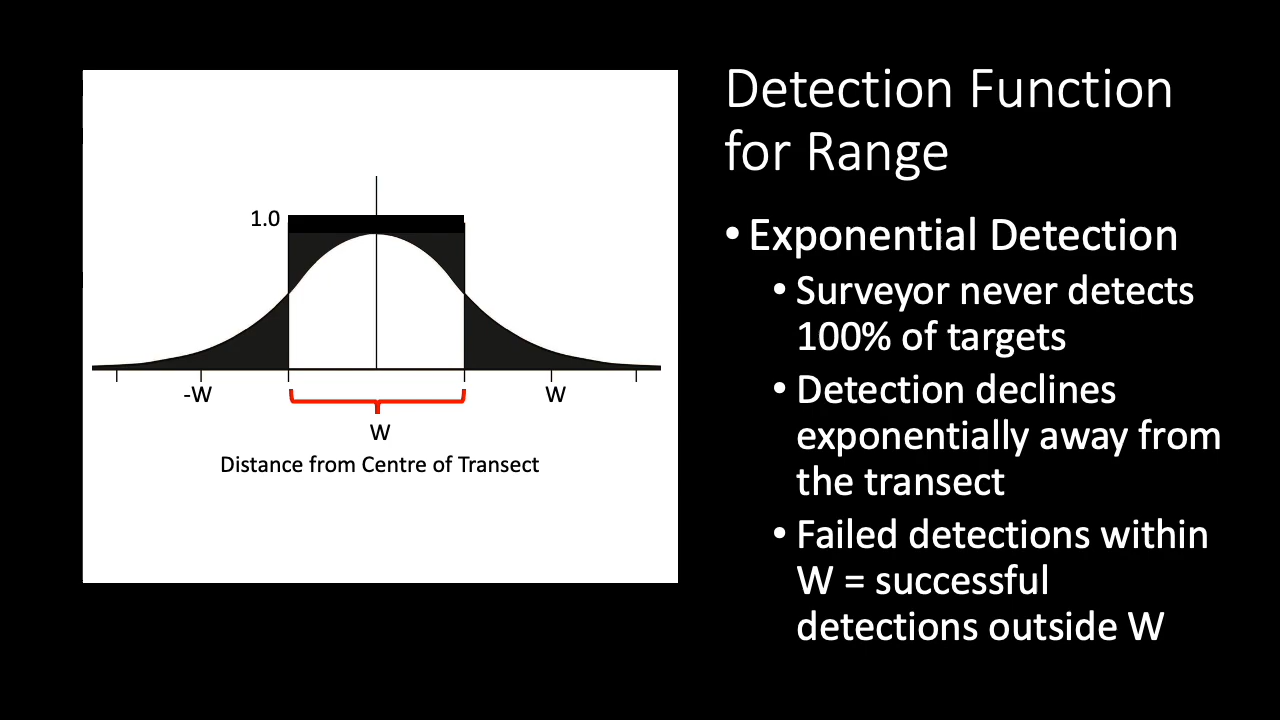 Detection Function
for Range
1.0
-W
W
W
Distance from Centre of Transect
• Exponential Detection
• Surveyor never detects
100% of targets
• Detection declines
exponentially away from
the transect
• Failed detections within
W = successful
detections outside W